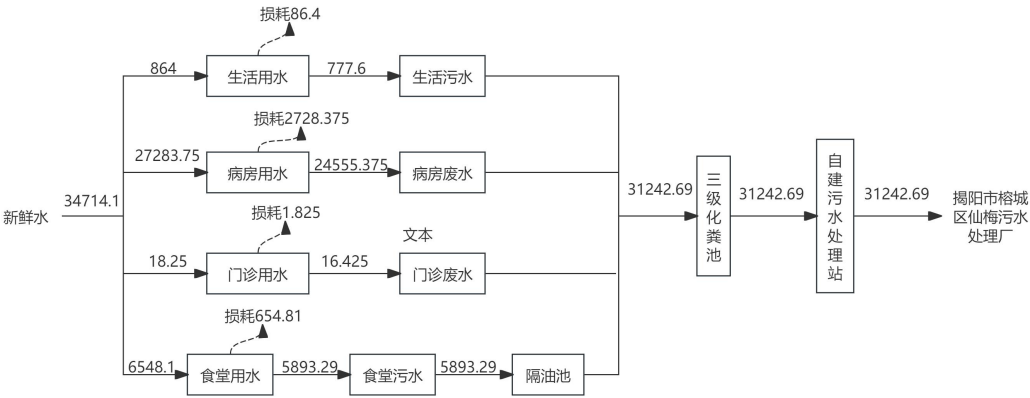 损耗86.4
864
生活用水
777.6
生活污水
损耗2728.375
27283.75
病房用水
24555.375
病房废水
新鲜水
34714.1
损耗1.825
18.25
门诊用水
16.425
文本
门诊废水
损耗654.81
6548.1
食堂用水
5893.29
食堂污水
5893.29
隔油池
31242.69
三级化粪池
31242.69
自建污水处理站
31242.69
揭阳市榕城
区仙梅污水
处理厂